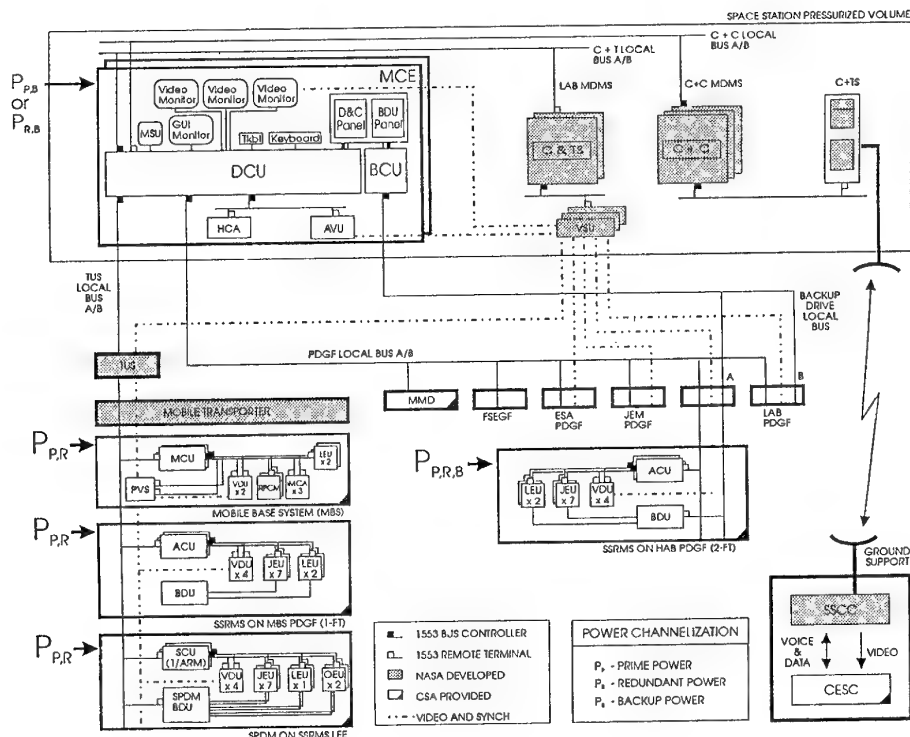 SPACE STATION PRESSURIZED VOLUME
C + C LOCAL
BUS A/B
C + T LOCAL
BUS A/B
P P,B
or
P R,B
MCE
Video
Monitor
Video
Monitor
Video
Monitor
MSU
GUI
Monitor
Tkbl
Keyboard
D&C
Panel
BDU
Panel
DCU
BCU
HCA
AVU
LAB MDMS
C & TS
C+C MDMS
C + C
C+TS
VSU
TUS
LOCAL
BUS
A/B
BACKUP
DRIVE
LOCAL
BUS
PDGF LOCAL BUS A/B
TUS
MMD
FSEGF
ESA
PDGF
JEM
PDGF
A
B
LAB
PDGF
MOBILE TRANSPORTER
P P,R
MCU
LEU
x 2
PVS
VDU
x 2
RPCM
MCA
x 3
MOBILE BASE SYSTEM (MBS)
P P,R,B
LEU
x 2
JEU
x 7
VDU
x 4
ACU
BDU
SSRMS ON HAB PDGF (2-FT)
P P,R
ACU
VDU
x 4
JEU
x 7
LEU
x 2
BDU
SSRMS ON MBS PDGF (1-FT)
P P,R
SCU
(1/ARM)
VDU
x 4
JEU
x 7
LEU
x 1
OEU
x 2
SPDM
BDU
SPDM ON SSRMS LEE
1553 BUS CONTROLLER
1553 REMOTE TERMINAL
NASA DEVELOPED
CSA PROVIDED
VIDEO AND SYNCH
POWER CHANNELIZATION
P P - PRIME POWER
P R - REDUNDANT POWER
P B - BACKUP POWER
GROUND
SUPPORT
SSCC
VOICE
&
DATA
VIDEO
CESC